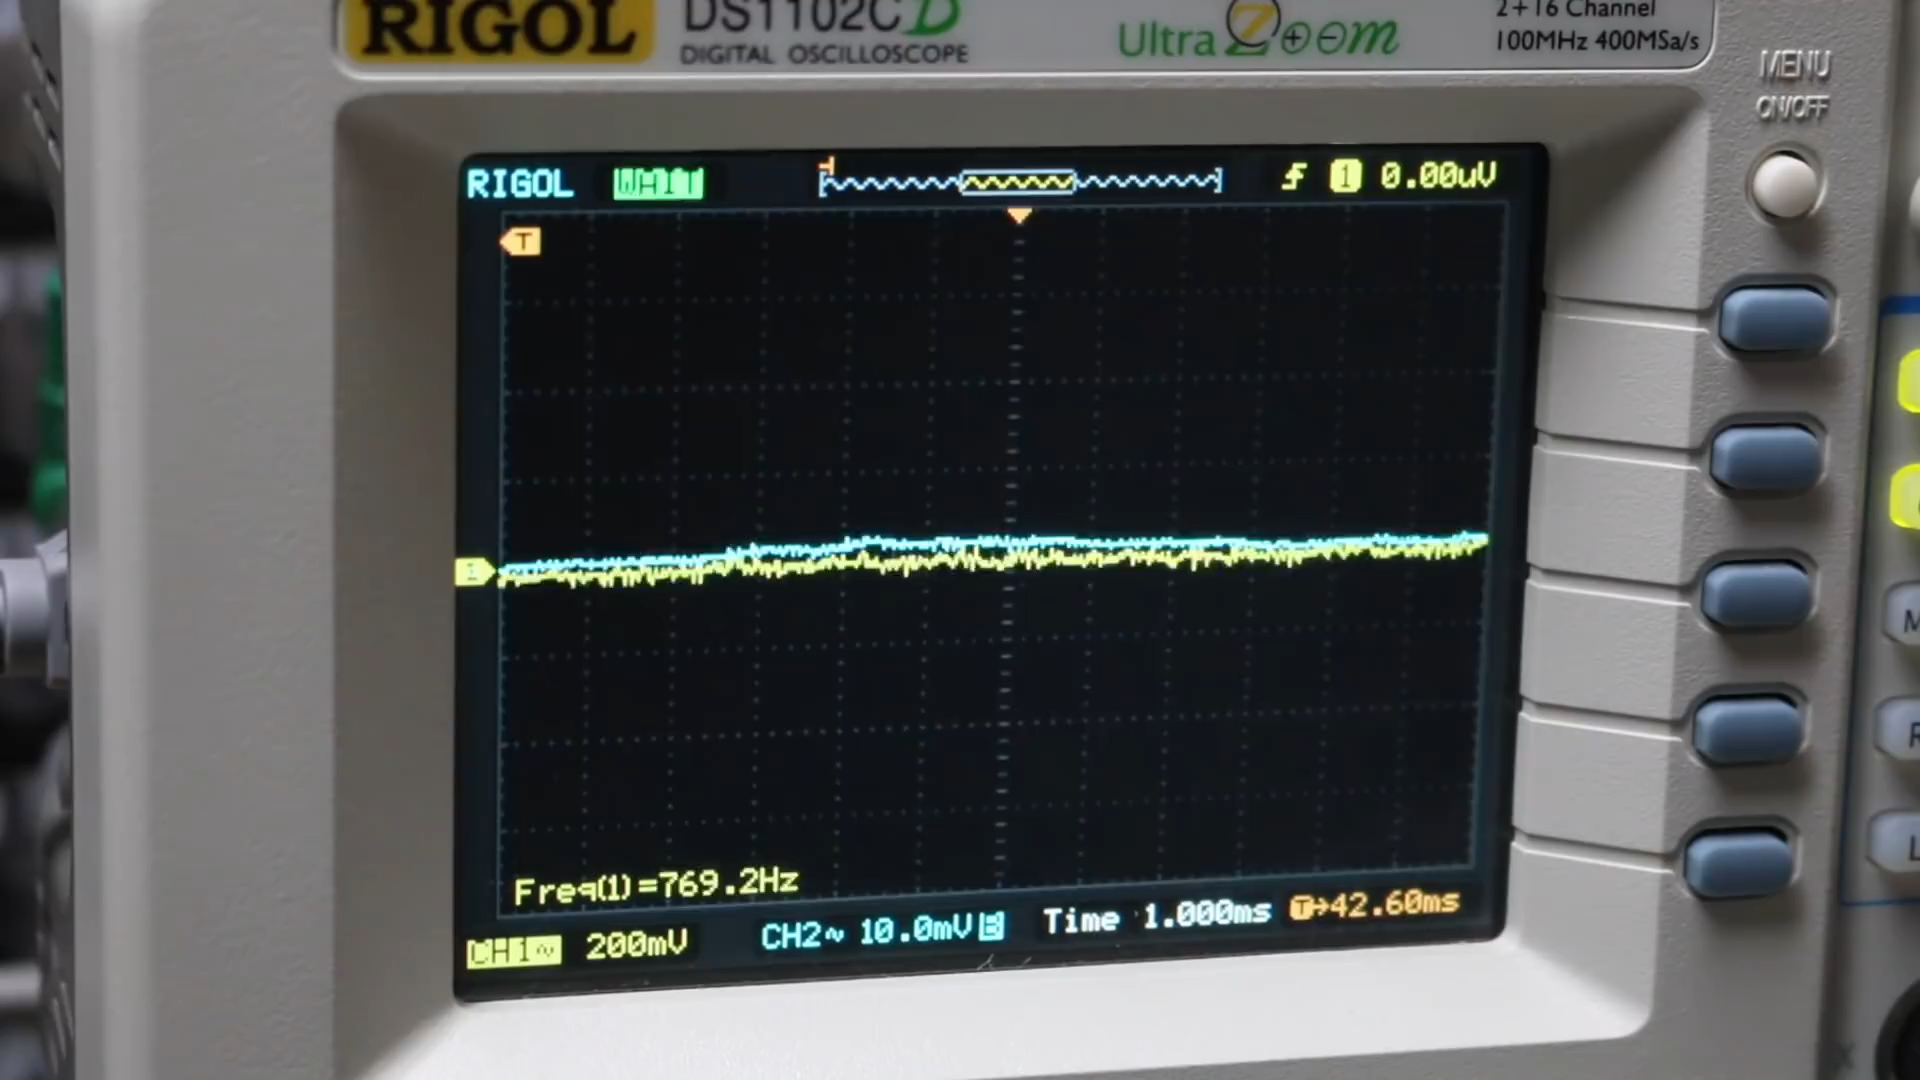 RIGOL DS1102CD UltraZoom 2+16 Channel
DIGITAL OSCILLOSCOPE 100MHz 400MSa/s
MENU
ON/OFF
RIGOL WAIT 1 0.00uV
T
1
Freq(1)=769.2Hz
CH1~ 200mV CH2~ 10.0mV B Time 1.000ms T→42.60ms
M
R
L